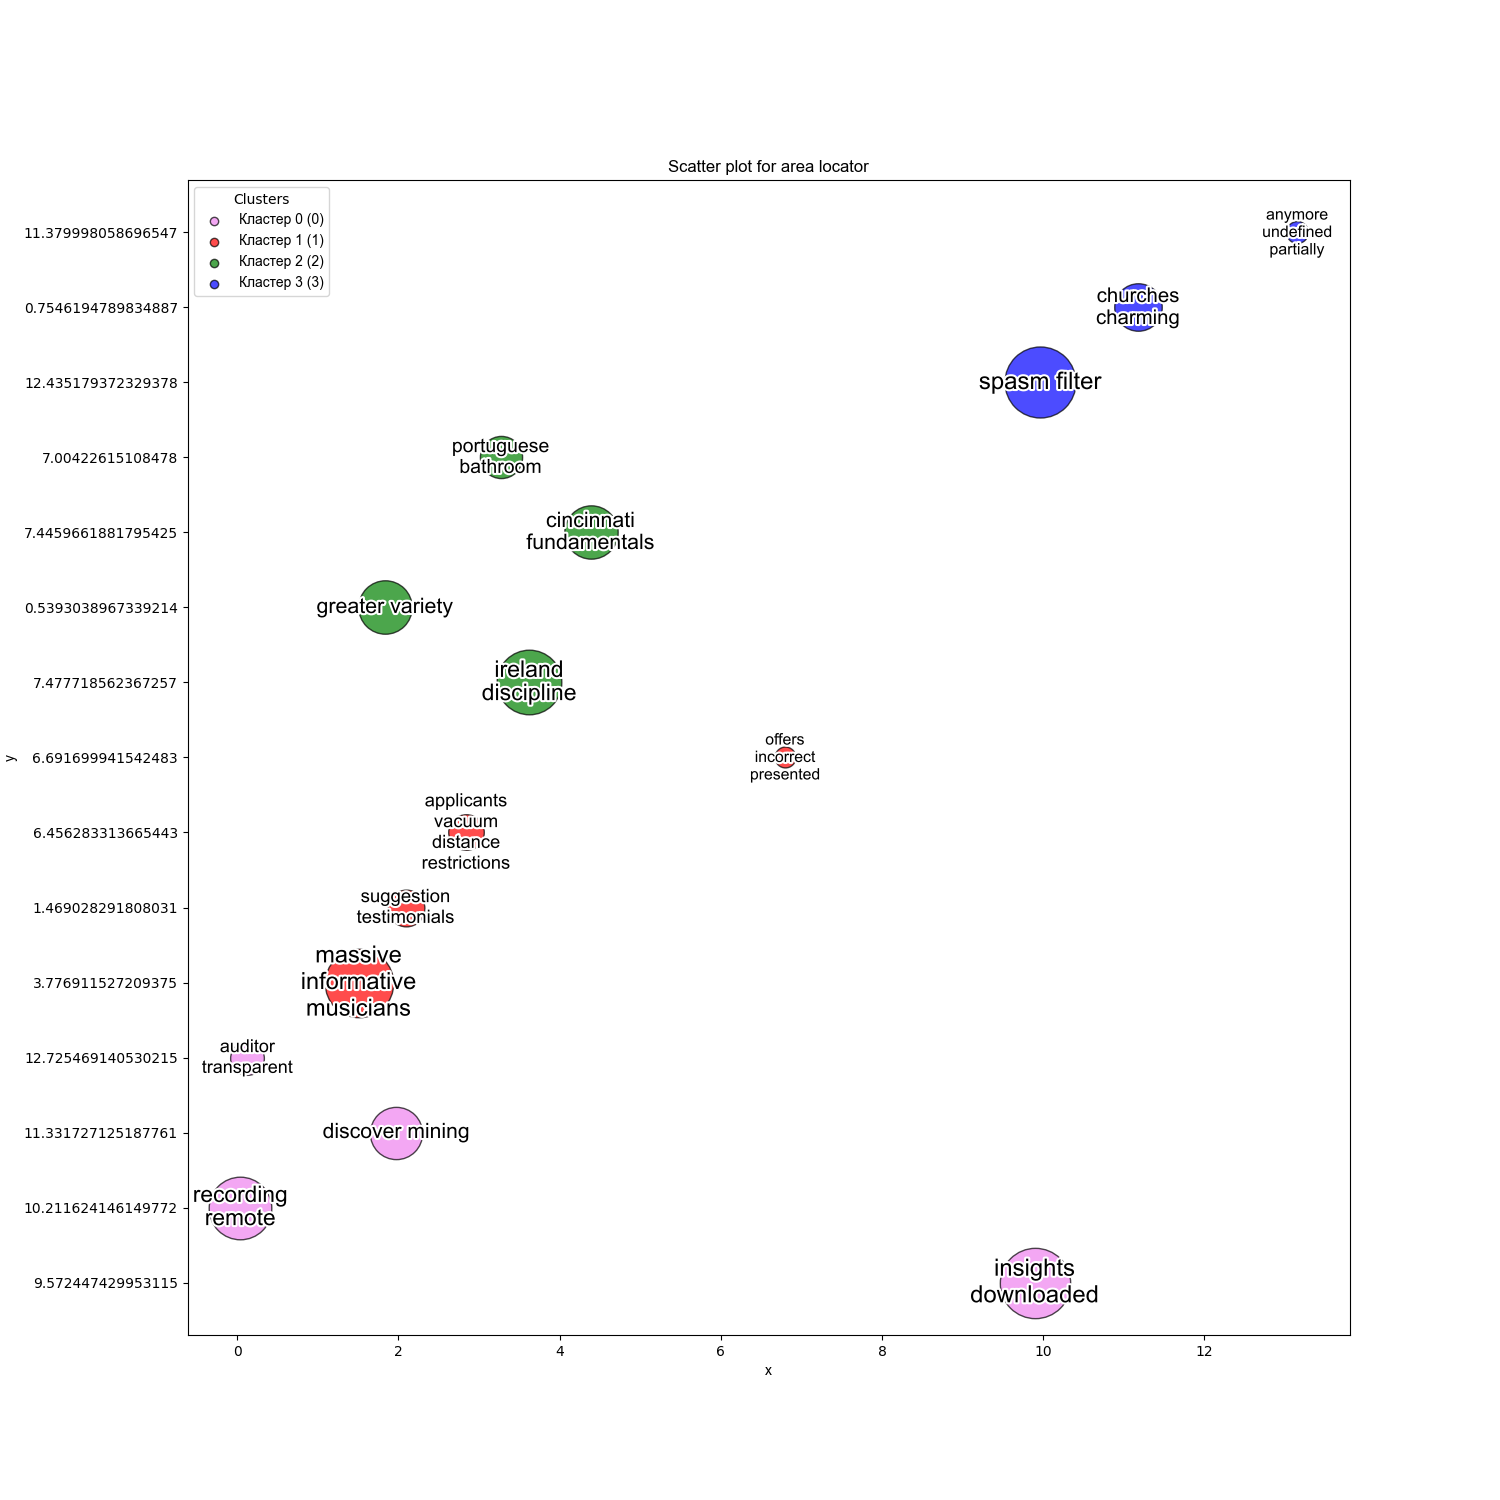 Scatter plot for area locator
Clusters
Кластер 0 (0)
Кластер 1 (1)
Кластер 2 (2)
Кластер 3 (3)
11.379998058696547
0.7546194789834887
12.435179372329378
7.00422615108478
7.4459661881795425
0.5393038967339214
7.477718562367257
6.691699941542483
6.456283313665443
1.469028291808031
3.776911527209375
12.725469140530215
11.331727125187761
10.211624146149772
9.572447429953115
y
anymore
undefined
partially
churches
charming
spasm filter
portuguese
bathroom
cincinnati
fundamentals
greater variety
ireland
discipline
offers
incorrect
presented
applicants
vacuum
distance
restrictions
suggestion
testimonials
massive
informative
musicians
auditor
transparent
discover mining
recording
remote
insights
downloaded
0
2
4
6
8
10
12
x